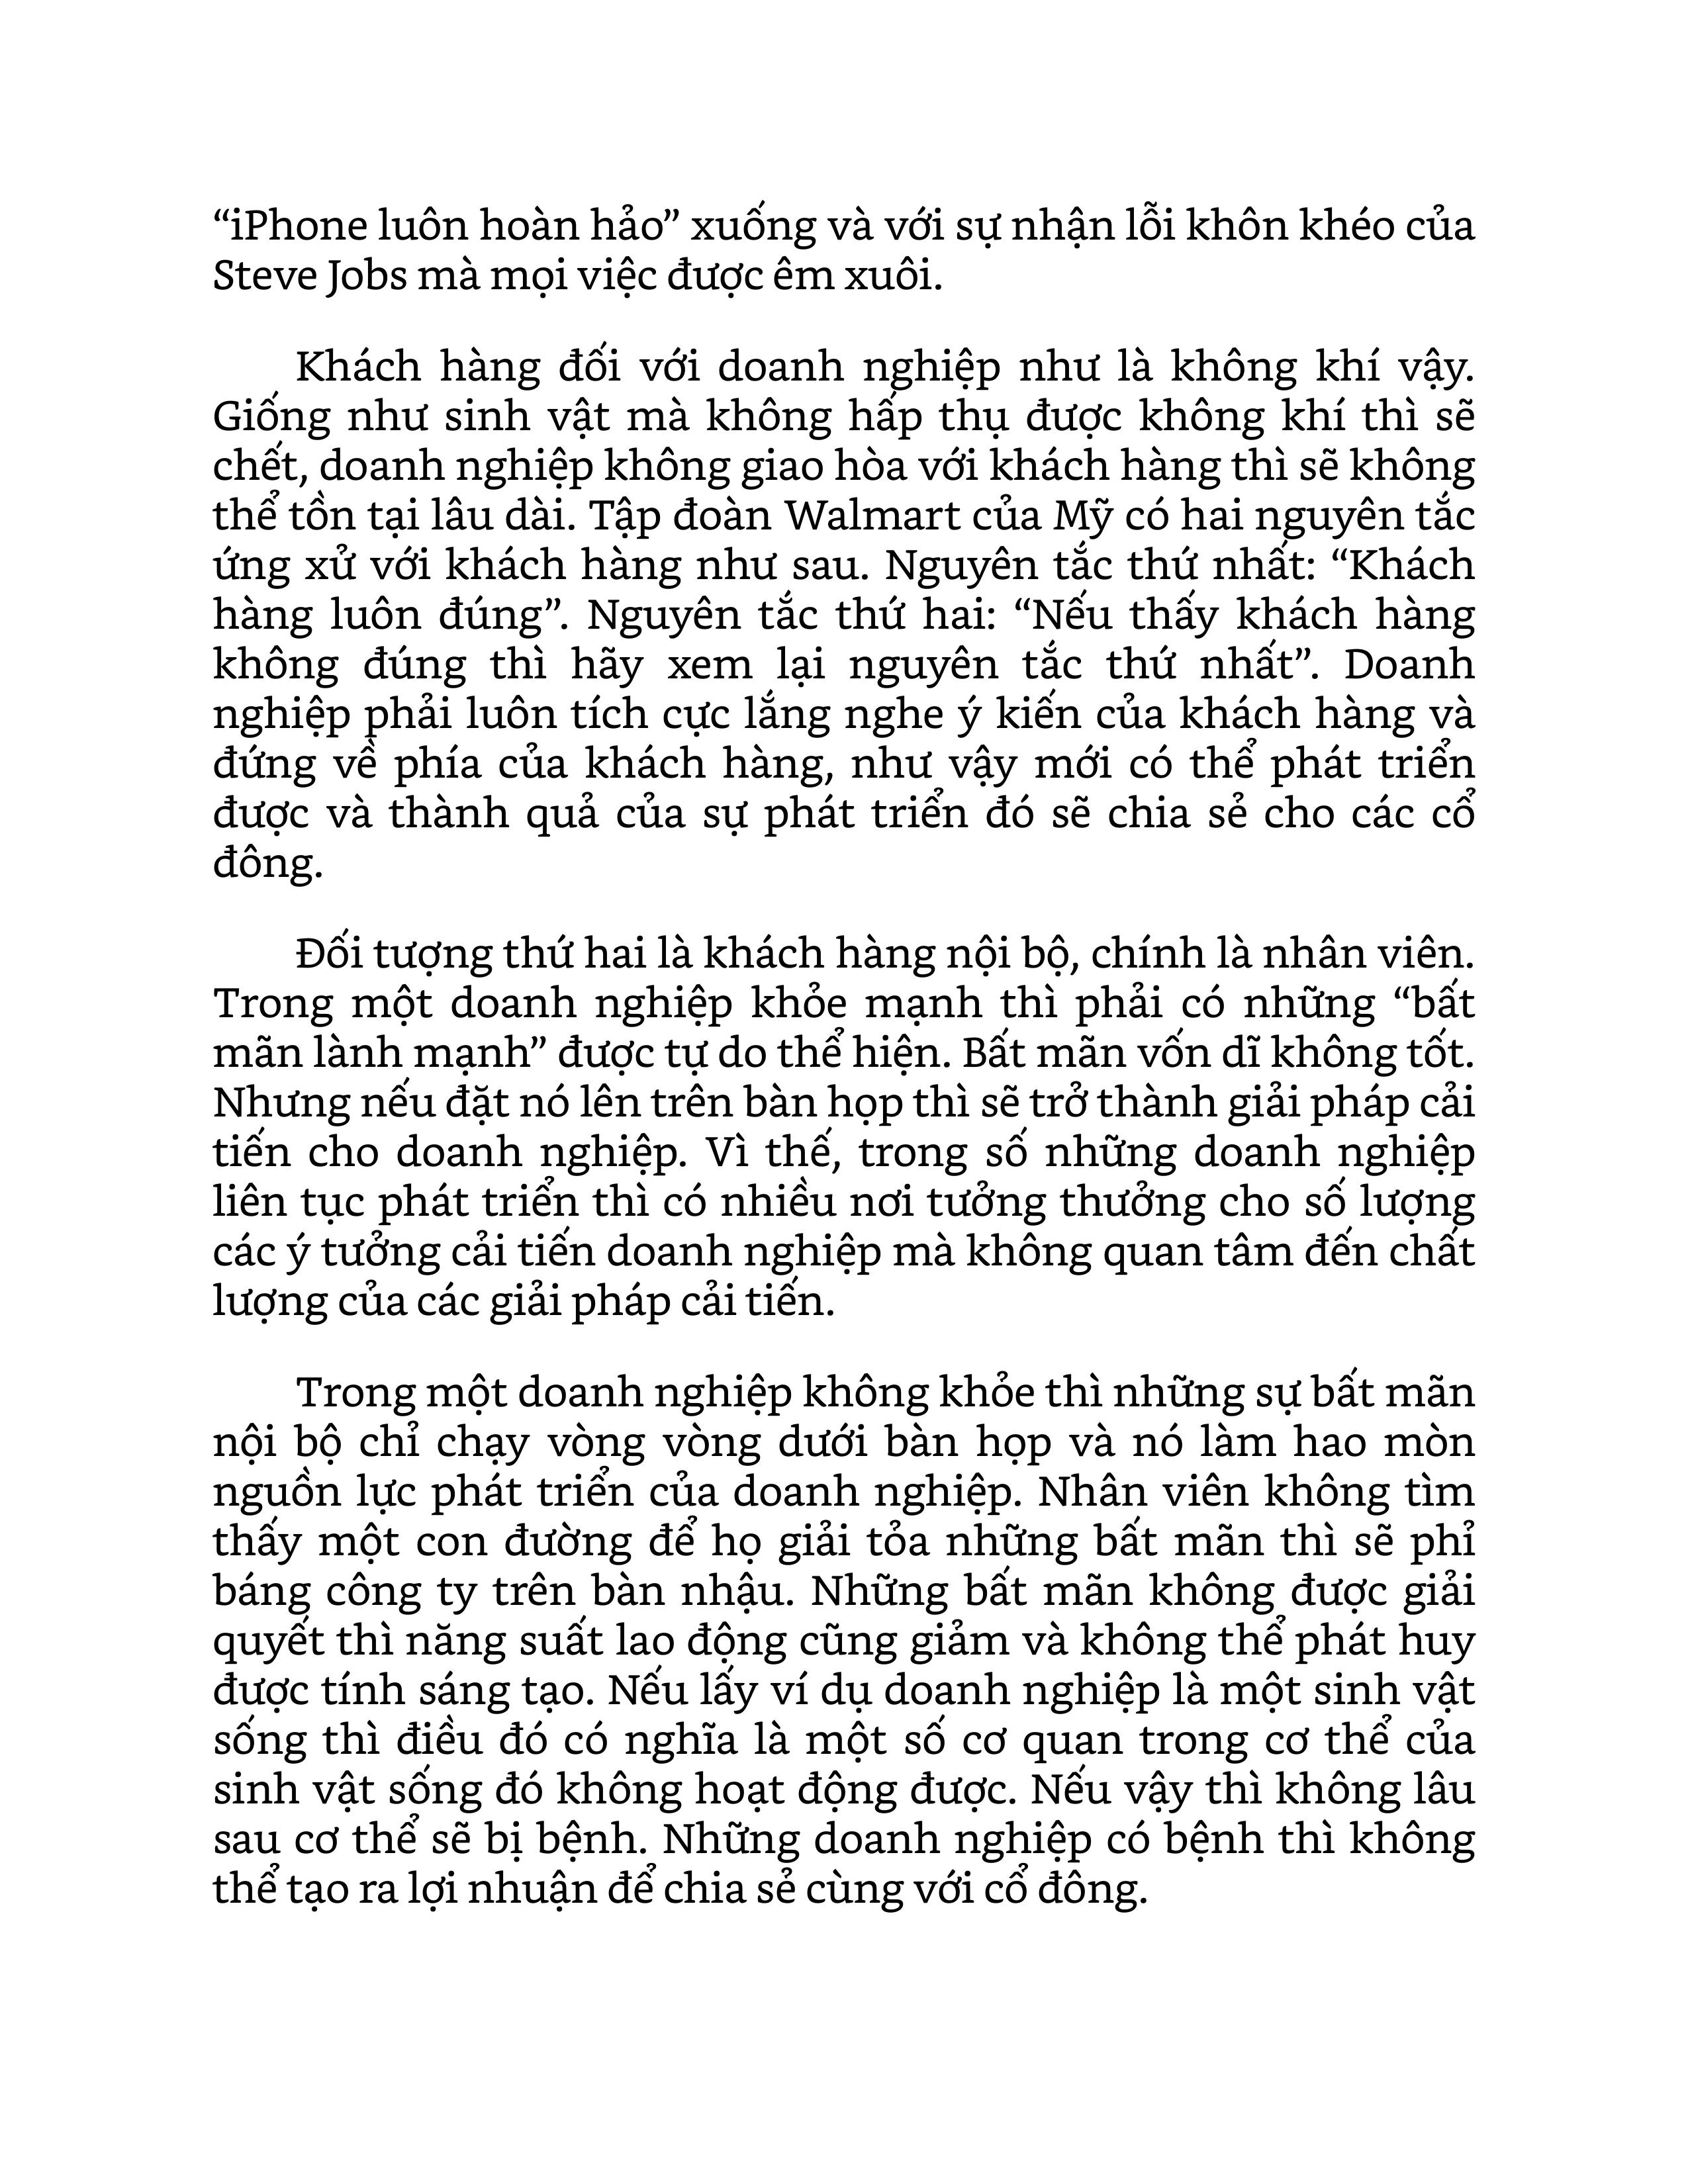 “iPhone luôn hoàn hảo” xuống và với sự nhận lỗi khôn khéo của
Steve Jobs mà mọi việc được êm xuôi.
Khách hàng đối với doanh nghiệp như là không khí vậy.
Giống như sinh vật mà không hấp thụ được không khí thì sẽ
chết, doanh nghiệp không giao hòa với khách hàng thì sẽ không
thể tồn tại lâu dài. Tập đoàn Walmart của Mỹ có hai nguyên tắc
ứng xử với khách hàng như sau. Nguyên tắc thứ nhất: “Khách
hàng luôn đúng”. Nguyên tắc thứ hai: “Nếu thấy khách hàng
không đúng thì hãy xem lại nguyên tắc thứ nhất”. Doanh
nghiệp phải luôn tích cực lắng nghe ý kiến của khách hàng và
đứng về phía của khách hàng, như vậy mới có thể phát triển
được và thành quả của sự phát triển đó sẽ chia sẻ cho các cổ
đông.
Đối tượng thứ hai là khách hàng nội bộ, chính là nhân viên.
Trong một doanh nghiệp khỏe mạnh thì phải có những “bất
mãn lành mạnh” được tự do thể hiện. Bất mãn vốn dĩ không tốt.
Nhưng nếu đặt nó lên trên bàn họp thì sẽ trở thành giải pháp cải
tiến cho doanh nghiệp. Vì thế, trong số những doanh nghiệp
liên tục phát triển thì có nhiều nơi tưởng thưởng cho số lượng
các ý tưởng cải tiến doanh nghiệp mà không quan tâm đến chất
lượng của các giải pháp cải tiến.
Trong một doanh nghiệp không khỏe thì những sự bất mãn
nội bộ chỉ chạy vòng vòng dưới bàn họp và nó làm hao mòn
nguồn lực phát triển của doanh nghiệp. Nhân viên không tìm
thấy một con đường để họ giải tỏa những bất mãn thì sẽ phỉ
báng công ty trên bàn nhậu. Những bất mãn không được giải
quyết thì năng suất lao động cũng giảm và không thể phát huy
được tính sáng tạo. Nếu lấy ví dụ doanh nghiệp là một sinh vật
sống thì điều đó có nghĩa là một số cơ quan trong cơ thể của
sinh vật sống đó không hoạt động được. Nếu vậy thì không lâu
sau cơ thể sẽ bị bệnh. Những doanh nghiệp có bệnh thì không
thể tạo ra lợi nhuận để chia sẻ cùng với cổ đông.